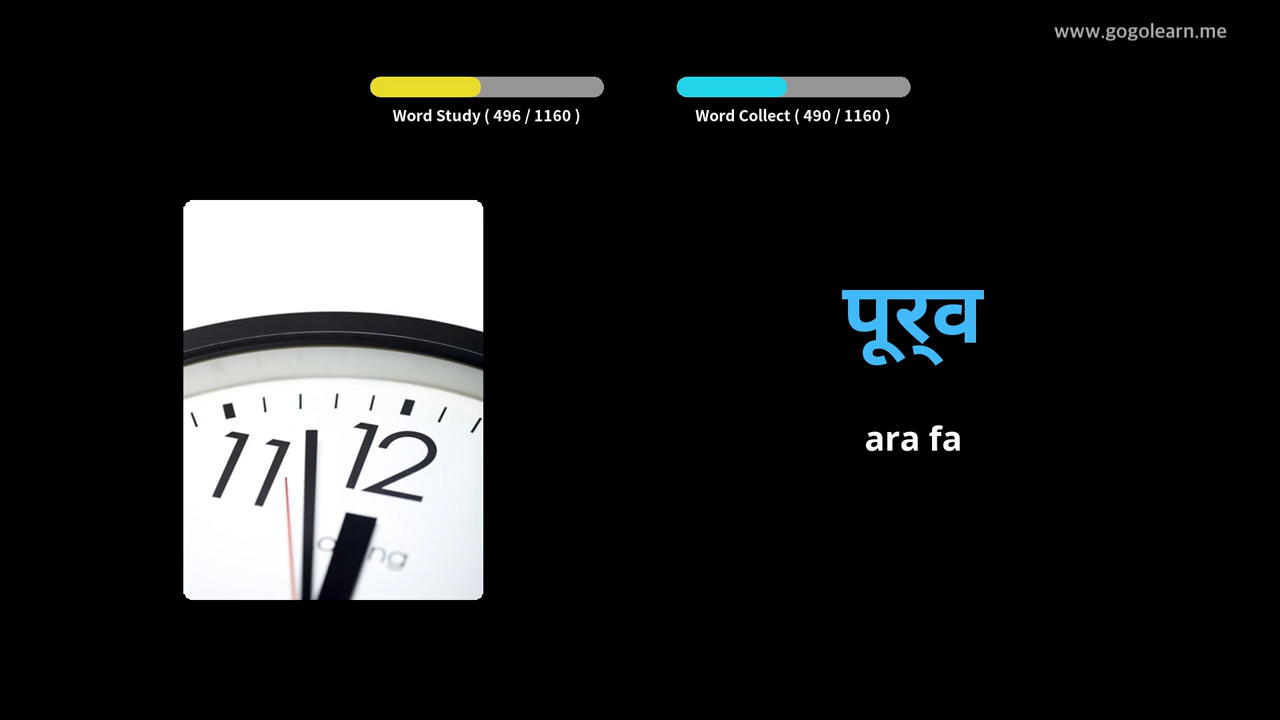 www.gogolearn.me
Word Study ( 496 / 1160 )
Word Collect ( 490 / 1160 )
11 12
पूर्व
ara fa